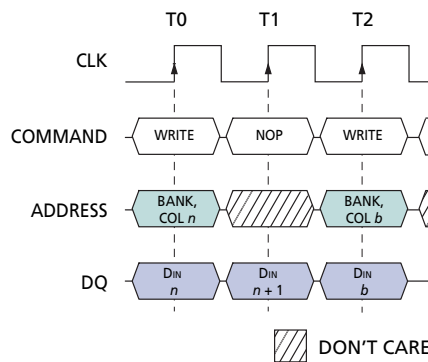 T0 T1 T2
CLK
COMMAND WRITE NOP WRITE
ADDRESS BANK, COL n BANK, COL b
DQ DIN n DIN n + 1 DIN b
DON'T CARE